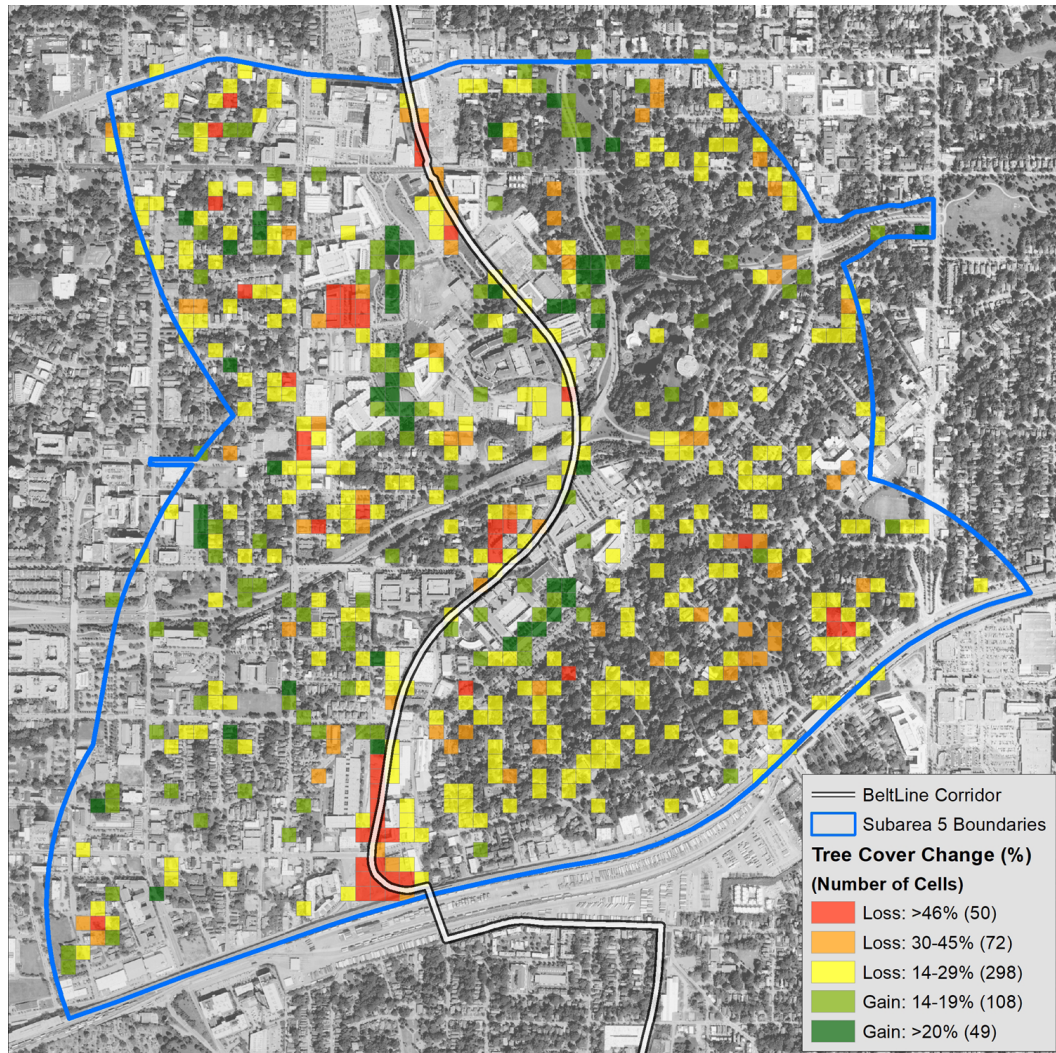 BeltLine Corridor
Subarea 5 Boundaries
Tree Cover Change (%)
(Number of Cells)
Loss: >46% (50)
Loss: 30-45% (72)
Loss: 14-29% (298)
Gain: 14-19% (108)
Gain: >20% (49)